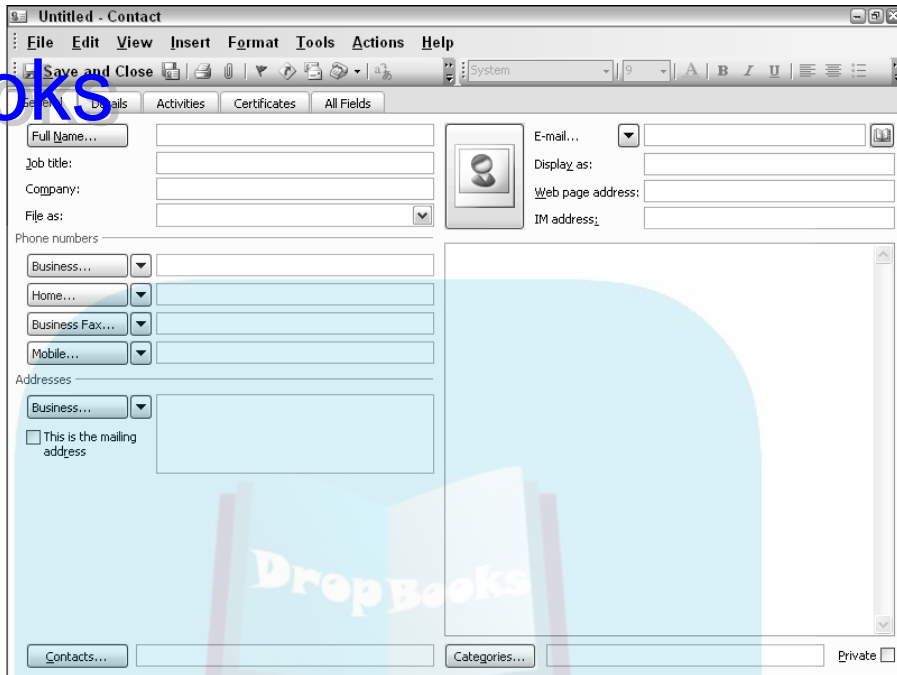 Untitled - Contact
File Edit View Insert Format Tools Actions Help
Save and Close System 9 A B I U
oks
General Details Activities Certificates All Fields
Full Name... E-mail...
Job title: Display as:
Company: Web page address:
File as: IM address:
Phone numbers
Business...
Home...
Business Fax...
Mobile...
Addresses
Business...
This is the mailing
address
DropBooks
Contacts... Categories... Private